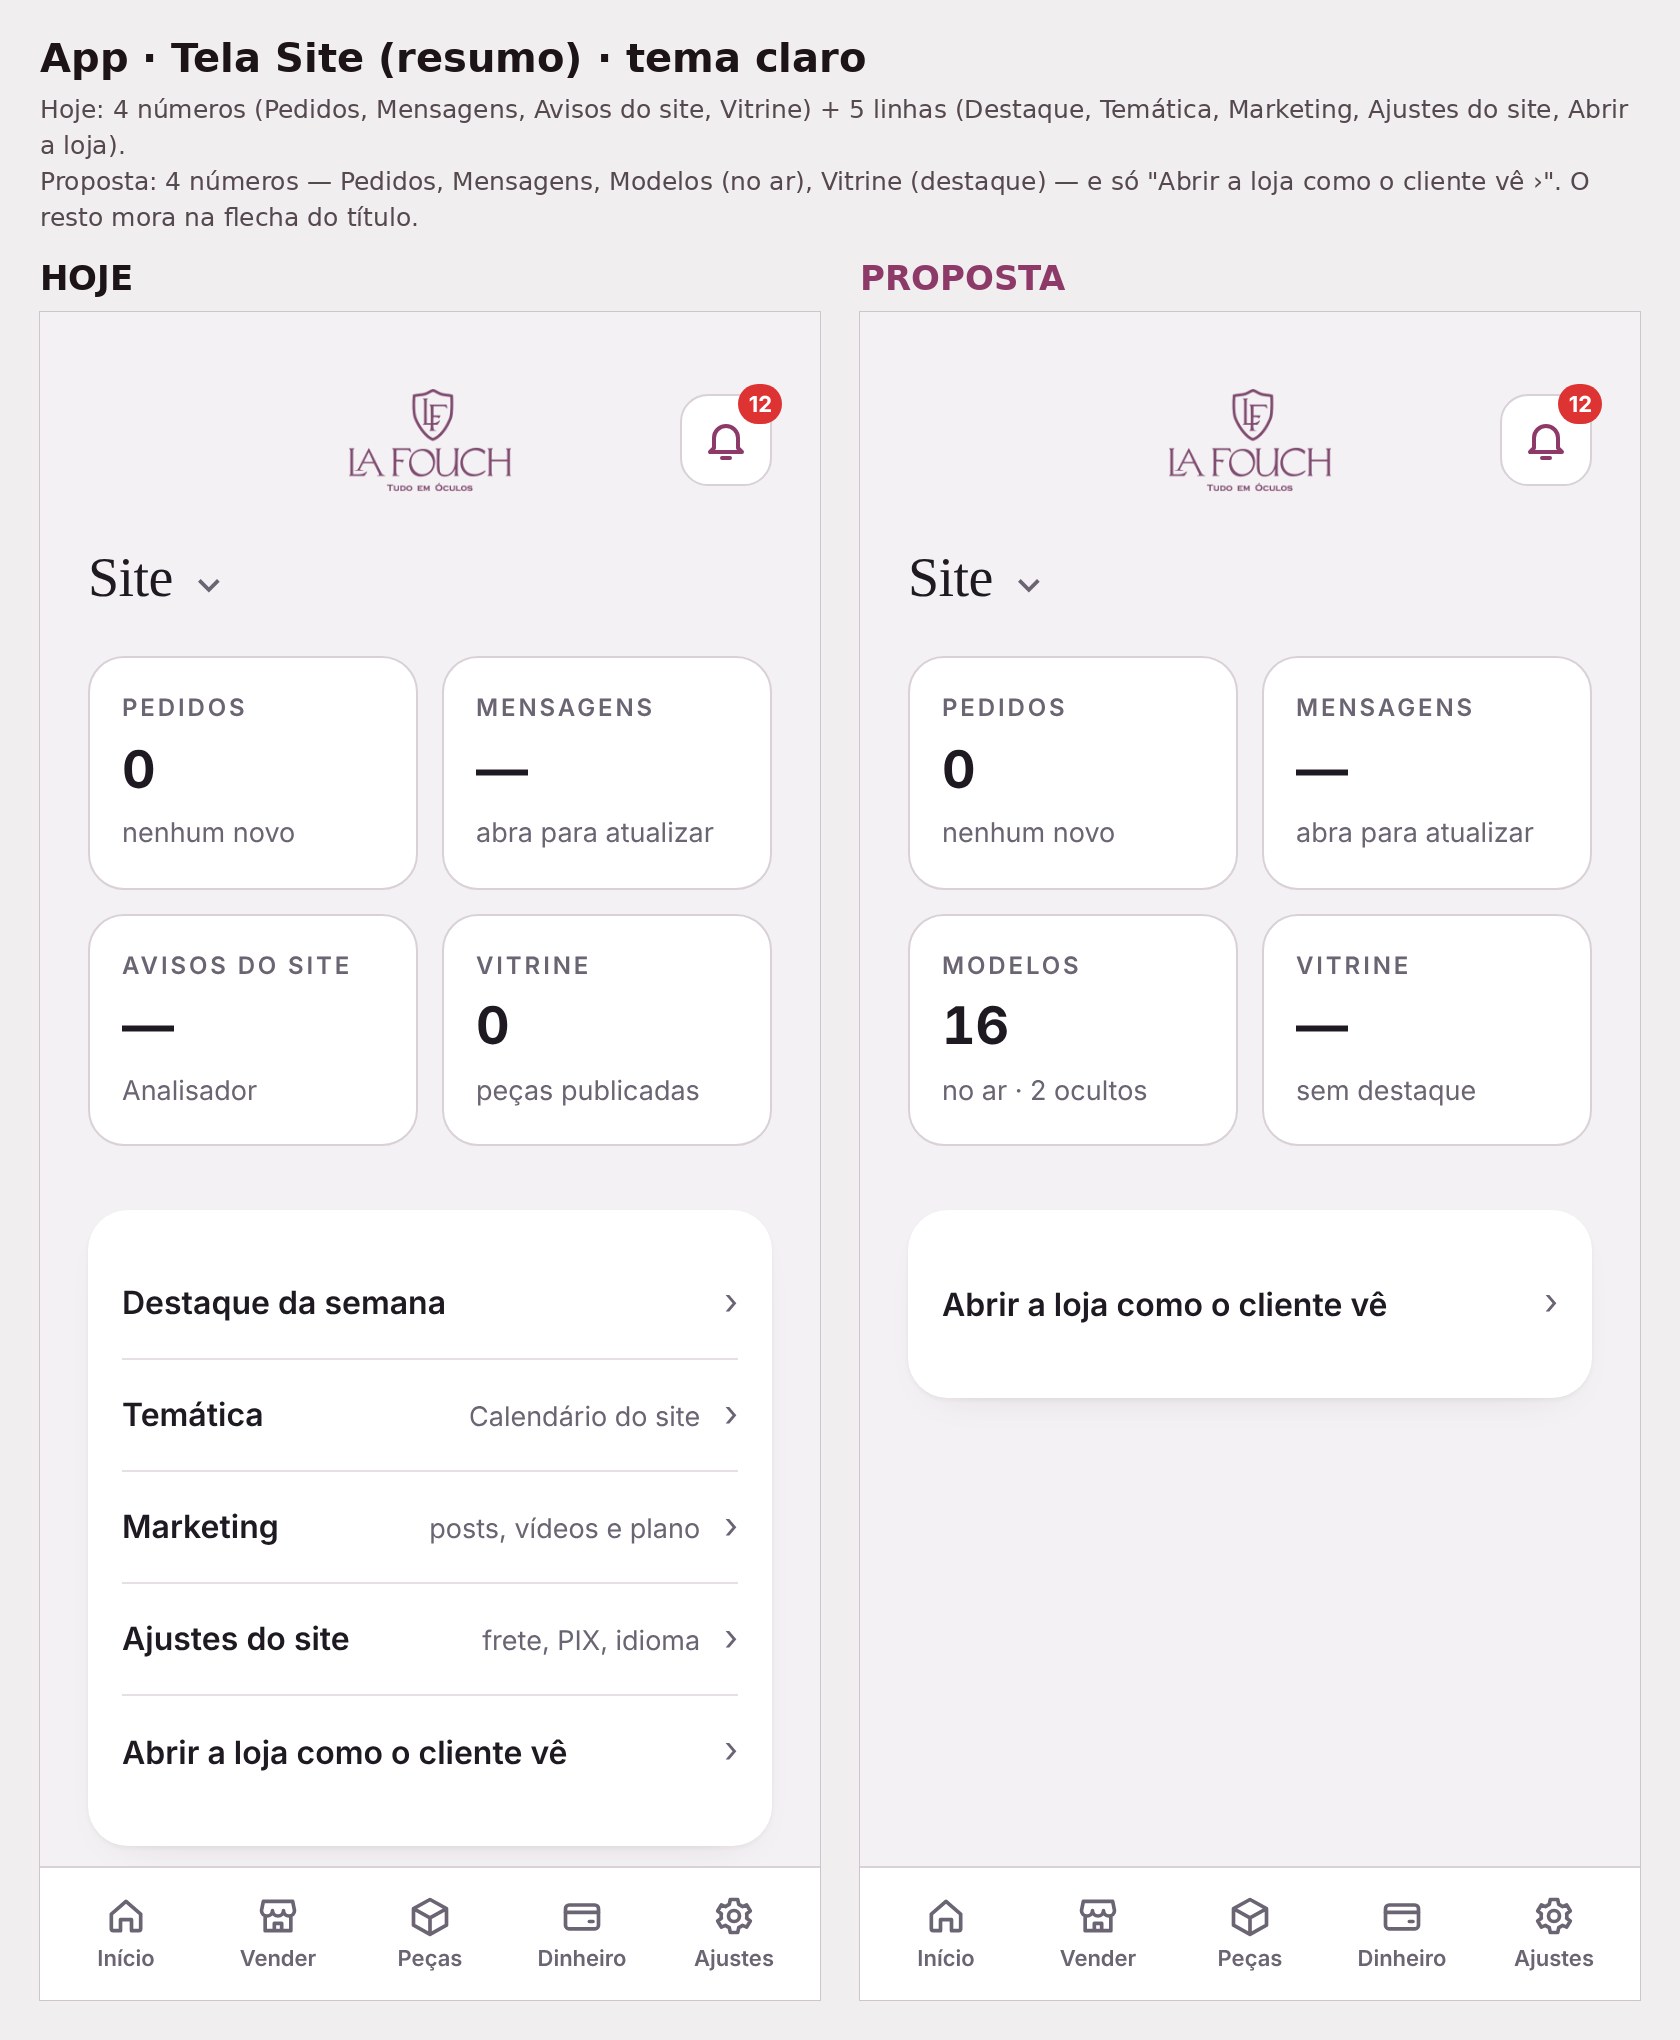 App · Tela Site (resumo) · tema claro
Hoje: 4 números (Pedidos, Mensagens, Avisos do site, Vitrine) + 5 linhas (Destaque, Temática, Marketing, Ajustes do site, Abrir
a loja).
Proposta: 4 números — Pedidos, Mensagens, Modelos (no ar), Vitrine (destaque) — e só "Abrir a loja como o cliente vê ›". O
resto mora na flecha do título.
HOJE
LF
LA FOUCH
TUDO EM ÓCULOS
12
Site
PEDIDOS
0
nenhum novo
MENSAGENS
—
abra para atualizar
AVISOS DO SITE
—
Analisador
VITRINE
0
peças publicadas
Destaque da semana ›
Temática Calendário do site ›
Marketing posts, vídeos e plano ›
Ajustes do site frete, PIX, idioma ›
Abrir a loja como o cliente vê ›
Início
Vender
Peças
Dinheiro
Ajustes
PROPOSTA
LF
LA FOUCH
TUDO EM ÓCULOS
12
Site
PEDIDOS
0
nenhum novo
MENSAGENS
—
abra para atualizar
MODELOS
16
no ar · 2 ocultos
VITRINE
—
sem destaque
Abrir a loja como o cliente vê ›
Início
Vender
Peças
Dinheiro
Ajustes